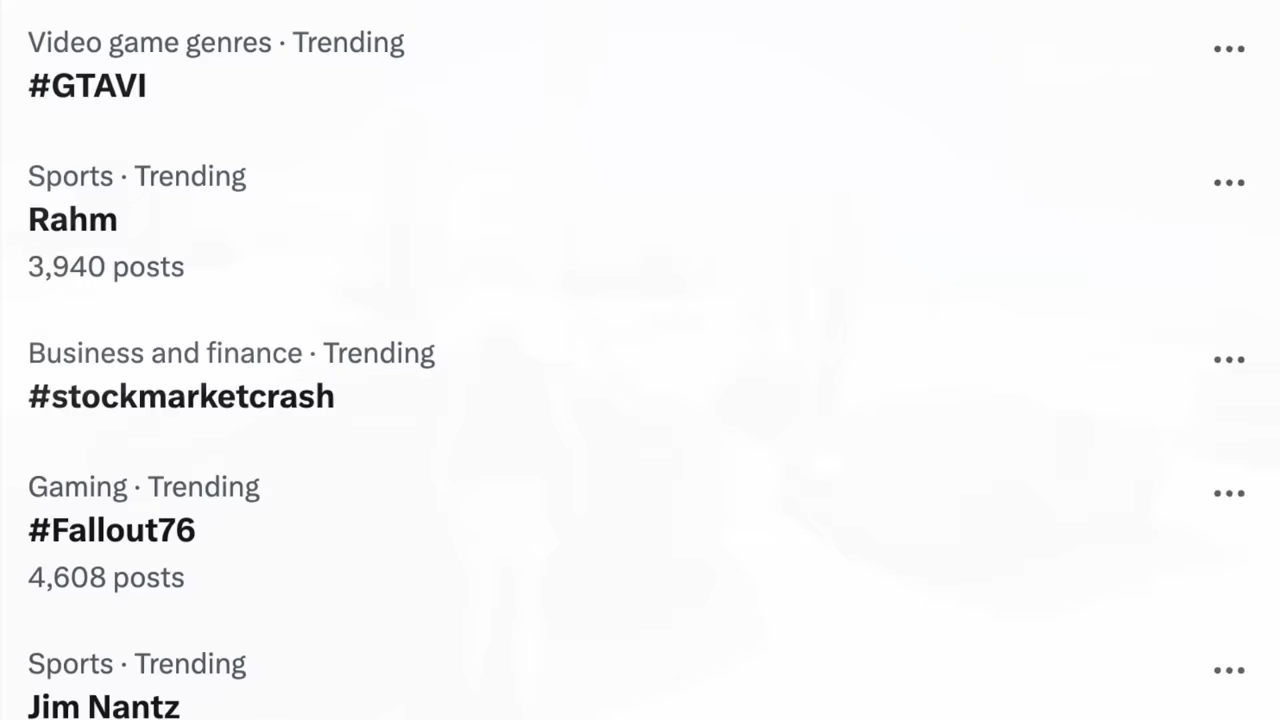 Video game genres · Trending
#GTAVI
Sports · Trending
Rahm
3,940 posts
Business and finance · Trending
#stockmarketcrash
Gaming · Trending
#Fallout76
4,608 posts
Sports · Trending
Jim Nantz